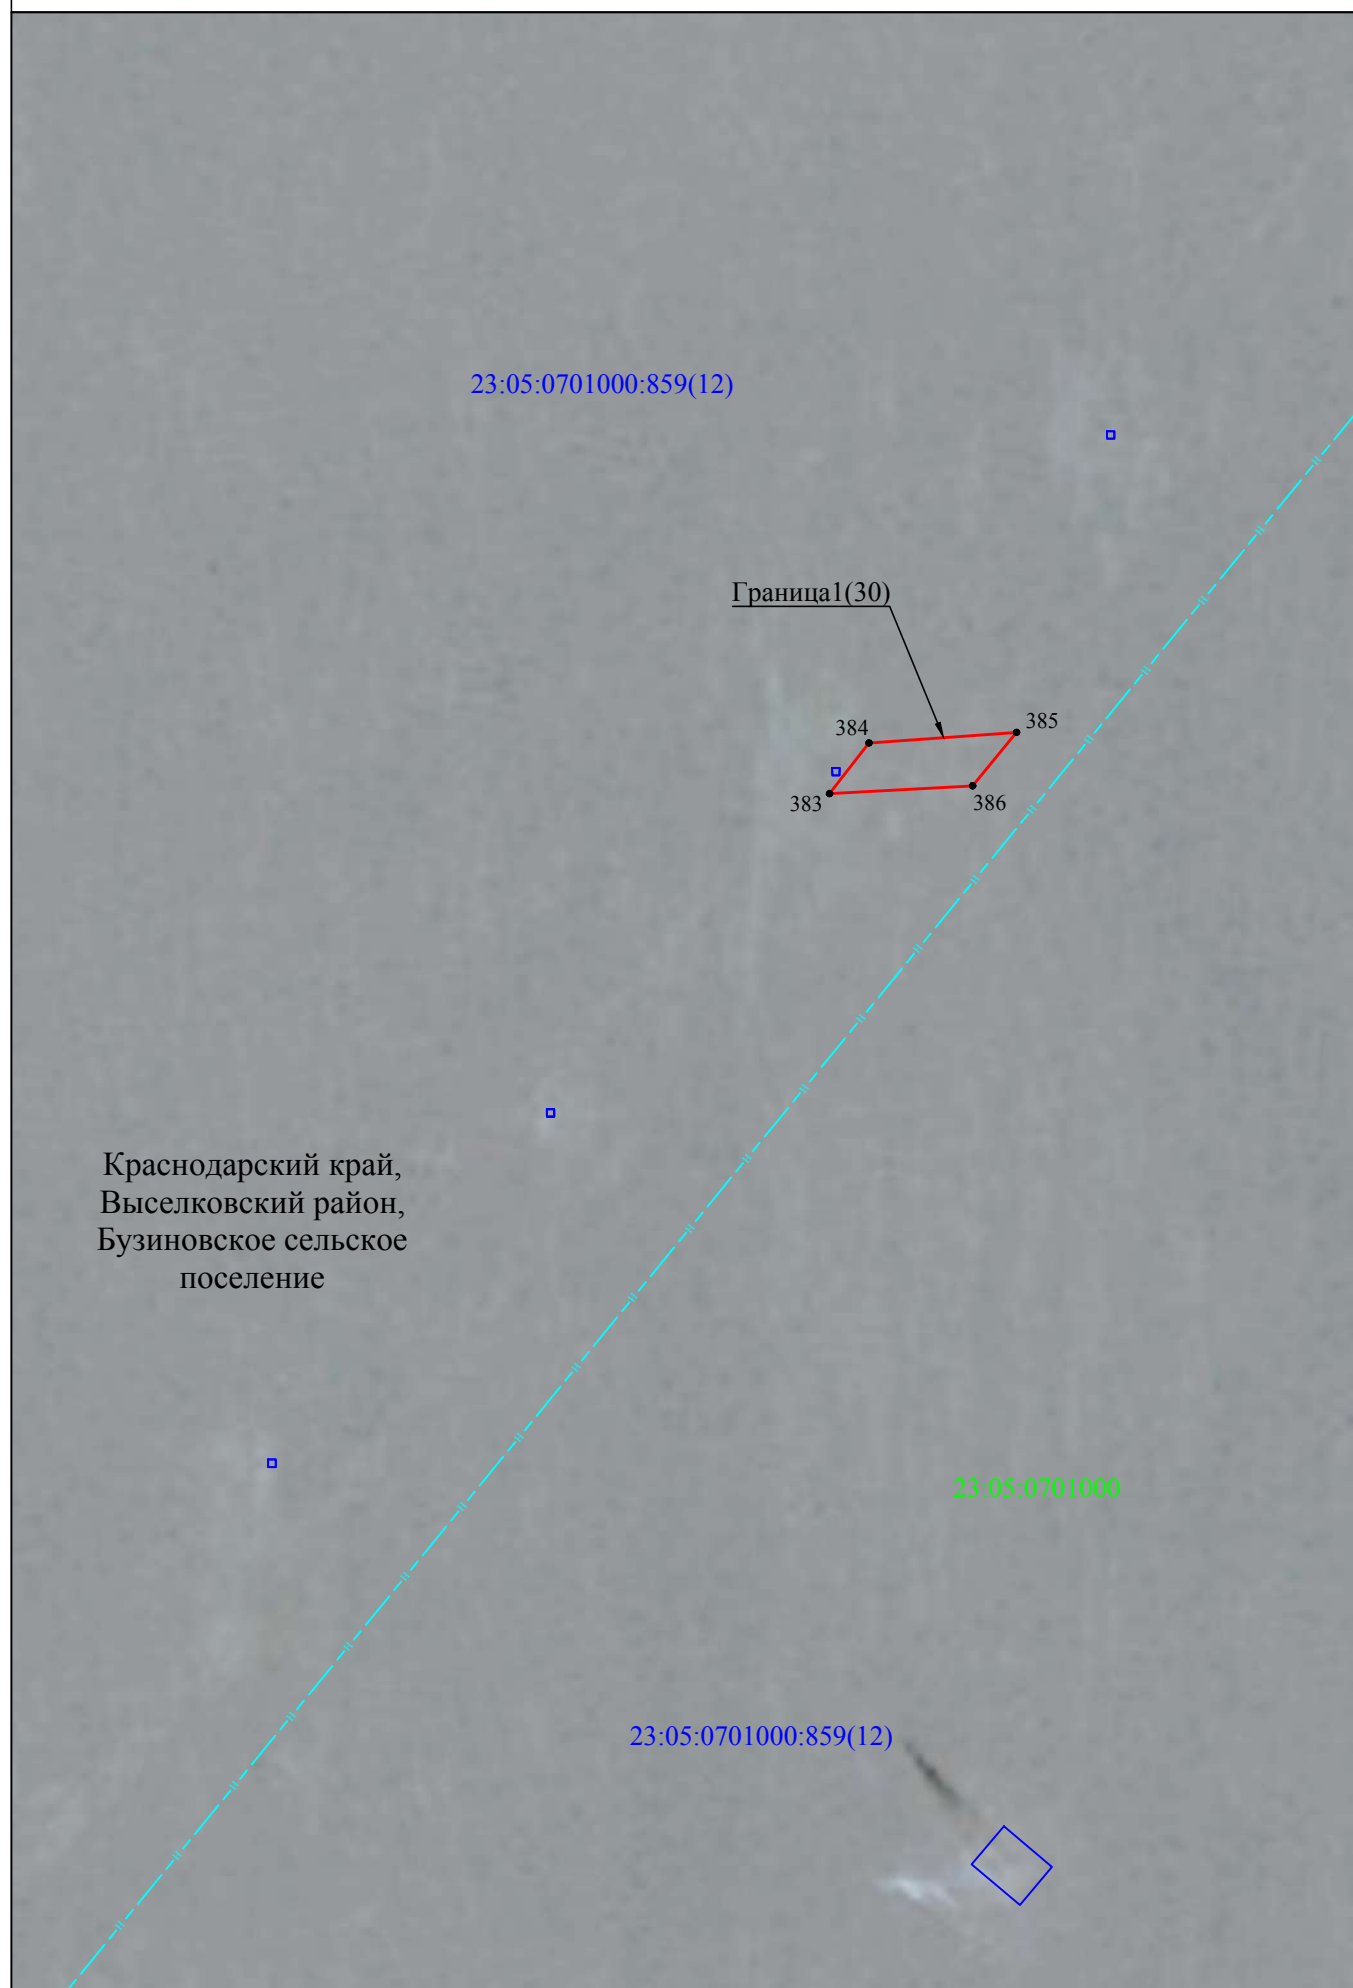 23:05:0701000:859(12)
Граница1(30)
384
385
383
386
Краснодарский край,
Выселковский район,
Бузиновское сельское
поселение
23:05:0701000
23:05:0701000:859(12)